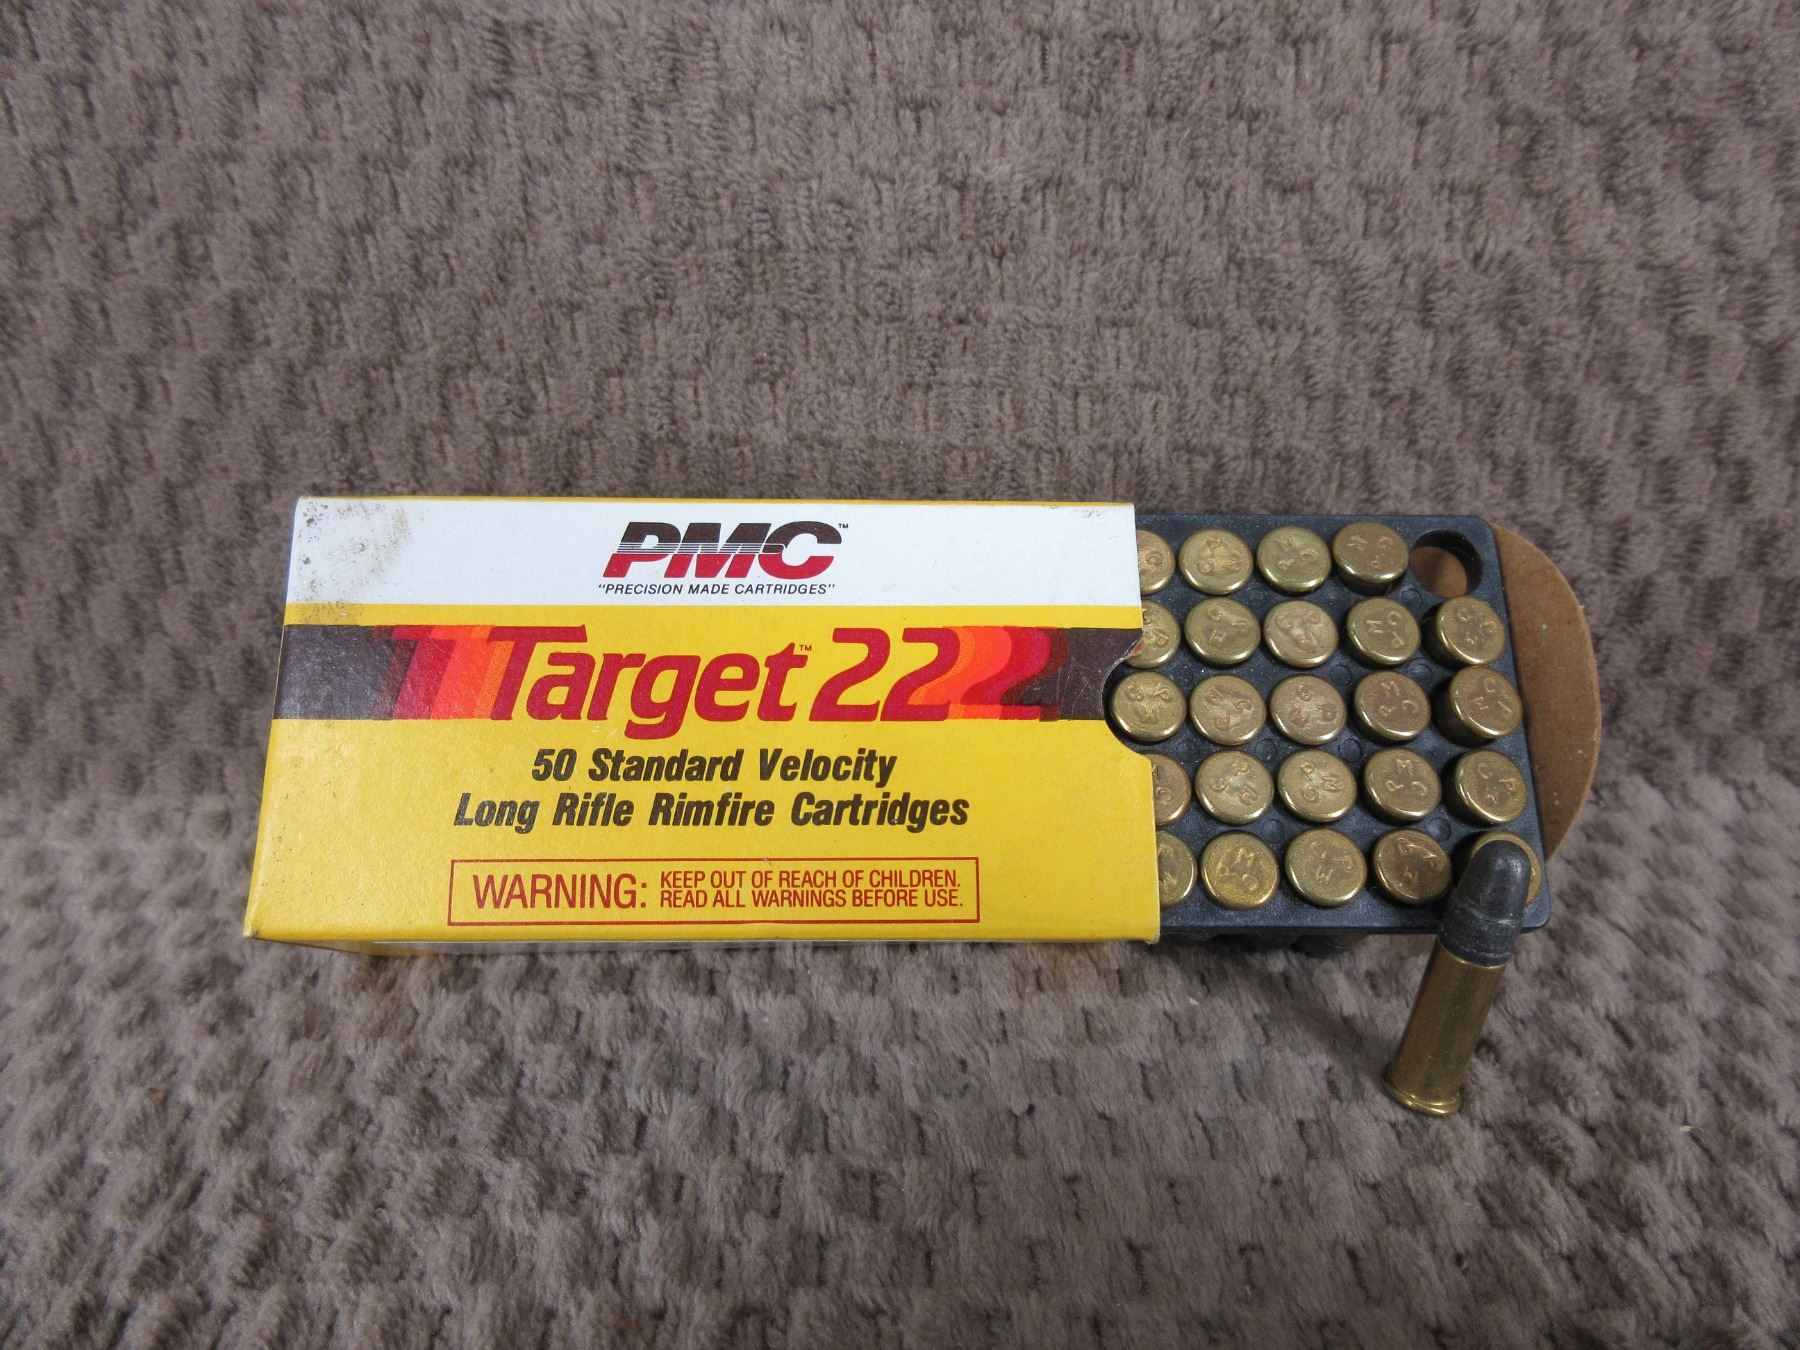 PMC™
"PRECISION MADE CARTRIDGES"
Target™ 22
50 Standard Velocity
Long Rifle Rimfire Cartridges
WARNING: KEEP OUT OF REACH OF CHILDREN.
READ ALL WARNINGS BEFORE USE.